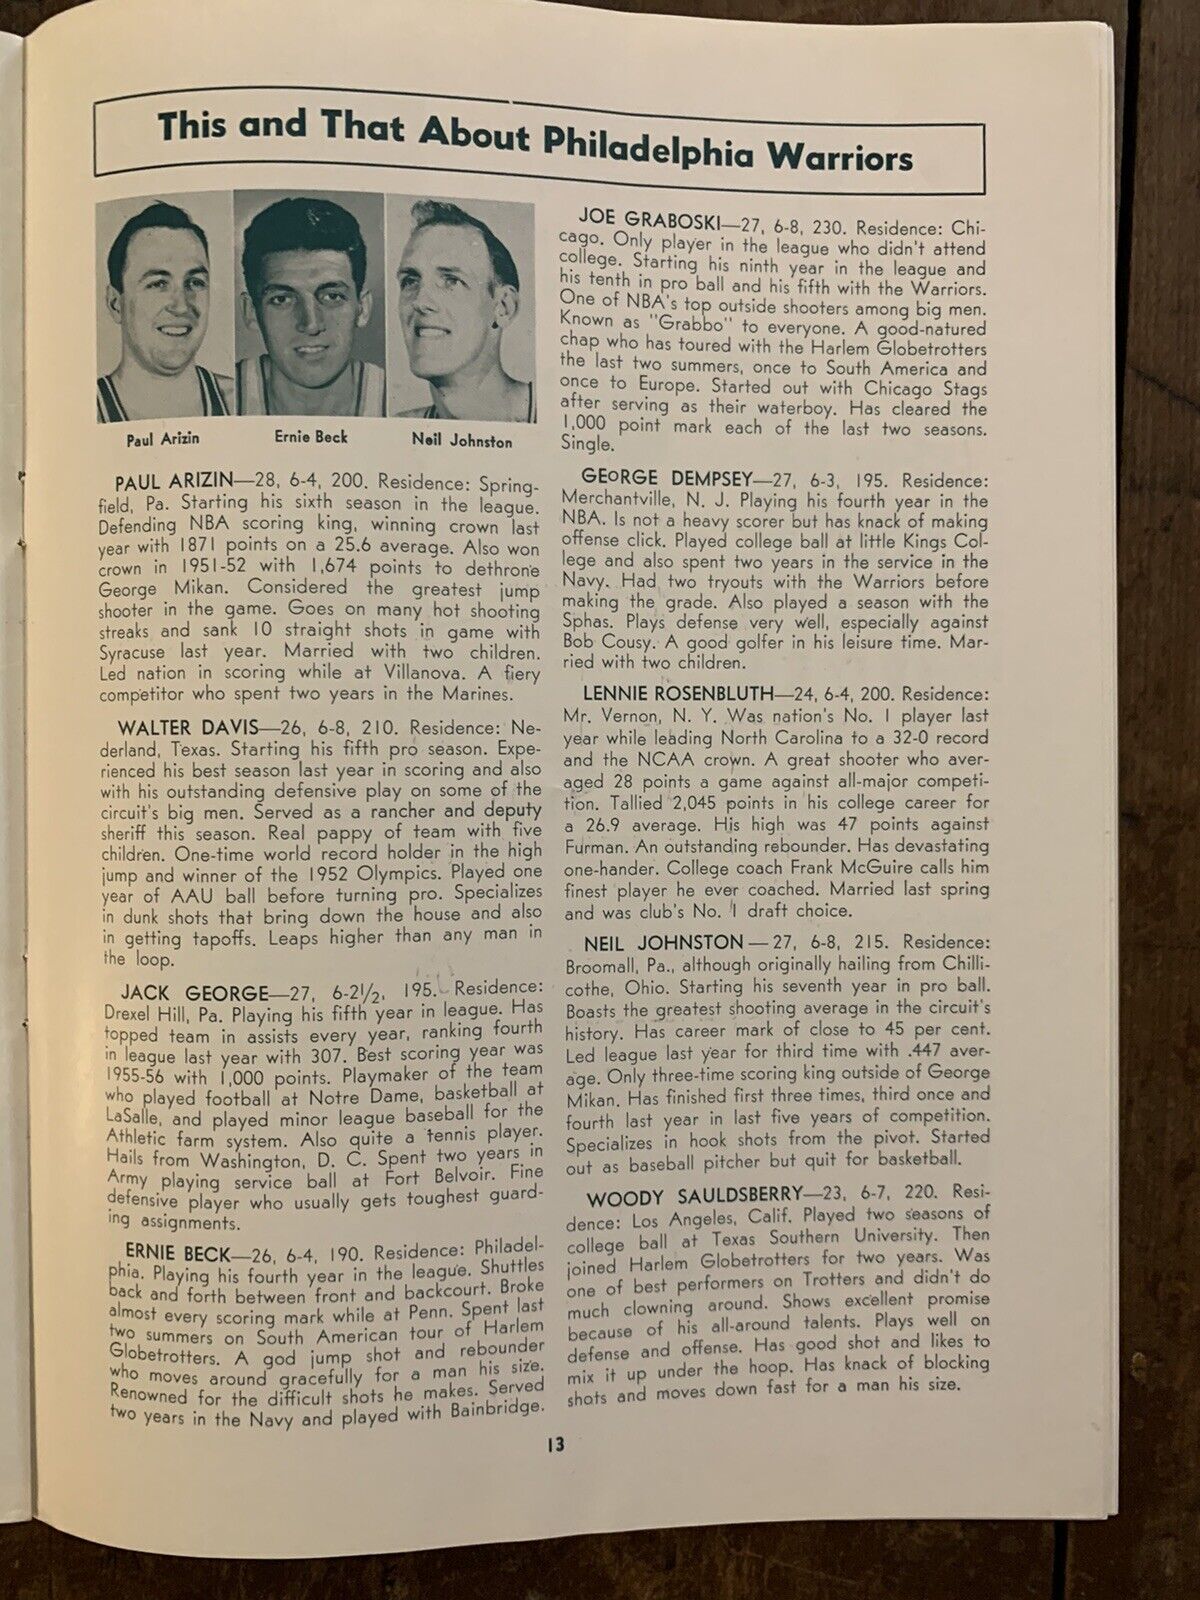 This and That About Philadelphia Warriors
Paul Arizin
Ernie Beck
Neil Johnston
PAUL ARIZIN—28, 6-4, 200. Residence: Spring-
field, Pa. Starting his sixth season in the league.
Defending NBA scoring king, winning crown last
year with 1871 points on a 25.6 average. Also won
crown in 1951-52 with 1,674 points to dethrone
George Mikan. Considered the greatest jump
shooter in the game. Goes on many hot shooting
streaks and sank 10 straight shots in game with
Syracuse last year. Married with two children.
Led nation in scoring while at Villanova. A fiery
competitor who spent two years in the Marines.
WALTER DAVIS—26, 6-8, 210. Residence: Ne-
derland, Texas. Starting his fifth pro season. Expe-
rienced his best season last year in scoring and also
with his outstanding defensive play on some of the
circuit's big men. Served as a rancher and deputy
sheriff this season. Real pappy of team with five
children. One-time world record holder in the high
jump and winner of the 1952 Olympics. Played one
year of AAU ball before turning pro. Specializes
in dunk shots that bring down the house and also
in getting tapoffs. Leaps higher than any man in
the loop.
JACK GEORGE—27, 6-2½, 195. Residence:
Drexel Hill, Pa. Playing his fifth year in league. Has
topped team in assists every year, ranking fourth
in league last year with 307. Best scoring year was
1955-56 with 1,000 points. Playmaker of the team
who played football at Notre Dame, basketball at
LaSalle, and played minor league baseball for the
Athletic farm system. Also quite a tennis player.
Hails from Washington, D. C. Spent two years in
Army playing service ball at Fort Belvoir. Fine
defensive player who usually gets toughest guard-
ing assignments.
ERNIE BECK—26, 6-4, 190. Residence: Philadel-
phia. Playing his fourth year in the league. Shuttles
back and forth between front and backcourt. Broke
almost every scoring mark while at Penn. Spent last
two summers on South American tour of Harlem
Globetrotters. A god jump shot and rebounder
who moves around gracefully for a man his size.
Renowned for the difficult shots he makes. Served
two years in the Navy and played with Bainbridge.
JOE GRABOSKI—27, 6-8, 230. Residence: Chi-
cago. Only player in the league who didn't attend
college. Starting his ninth year in the league and
his tenth in pro ball and his fifth with the Warriors.
One of NBA's top outside shooters among big men.
Known as "Grabbo" to everyone. A good-natured
chap who has toured with the Harlem Globetrotters
the last two summers, once to South America and
once to Europe. Started out with Chicago Stags
after serving as their waterboy. Has cleared the
1,000 point mark each of the last two seasons.
Single.
GEORGE DEMPSEY—27, 6-3, 195. Residence:
Merchantville, N. J. Playing his fourth year in the
NBA. Is not a heavy scorer but has knack of making
offense click. Played college ball at little Kings Col-
lege and also spent two years in the service in the
Navy. Had two tryouts with the Warriors before
making the grade. Also played a season with the
Sphas. Plays defense very well, especially against
Bob Cousy. A good golfer in his leisure time. Mar-
ried with two children.
LENNIE ROSENBLUTH—24, 6-4, 200. Residence:
Mr. Vernon, N. Y. Was nation's No. 1 player last
year while leading North Carolina to a 32-0 record
and the NCAA crown. A great shooter who aver-
aged 28 points a game against all-major competi-
tion. Tallied 2,045 points in his college career for
a 26.9 average. His high was 47 points against
Furman. An outstanding rebounder. Has devastating
one-hander. College coach Frank McGuire calls him
finest player he ever coached. Married last spring
and was club's No. 1 draft choice.
NEIL JOHNSTON—27, 6-8, 215. Residence:
Broomall, Pa., although originally hailing from Chilli-
cothe, Ohio. Starting his seventh year in pro ball.
Boasts the greatest shooting average in the circuit's
history. Has career mark of close to 45 per cent.
Led league last year for third time with .447 aver-
age. Only three-time scoring king outside of George
Mikan. Has finished first three times, third once and
fourth last year in last five years of competition.
Specializes in hook shots from the pivot. Started
out as baseball pitcher but quit for basketball.
WOODY SAULDSBERRY—23, 6-7, 220. Resi-
dence: Los Angeles, Calif. Played two seasons of
college ball at Texas Southern University. Then
joined Harlem Globetrotters for two years. Was
one of best performers on Trotters and didn't do
much clowning around. Shows excellent promise
because of his all-around talents. Plays well on
defense and offense. Has good shot and likes to
mix it up under the hoop. Has knack of blocking
shots and moves down fast for a man his size.
13